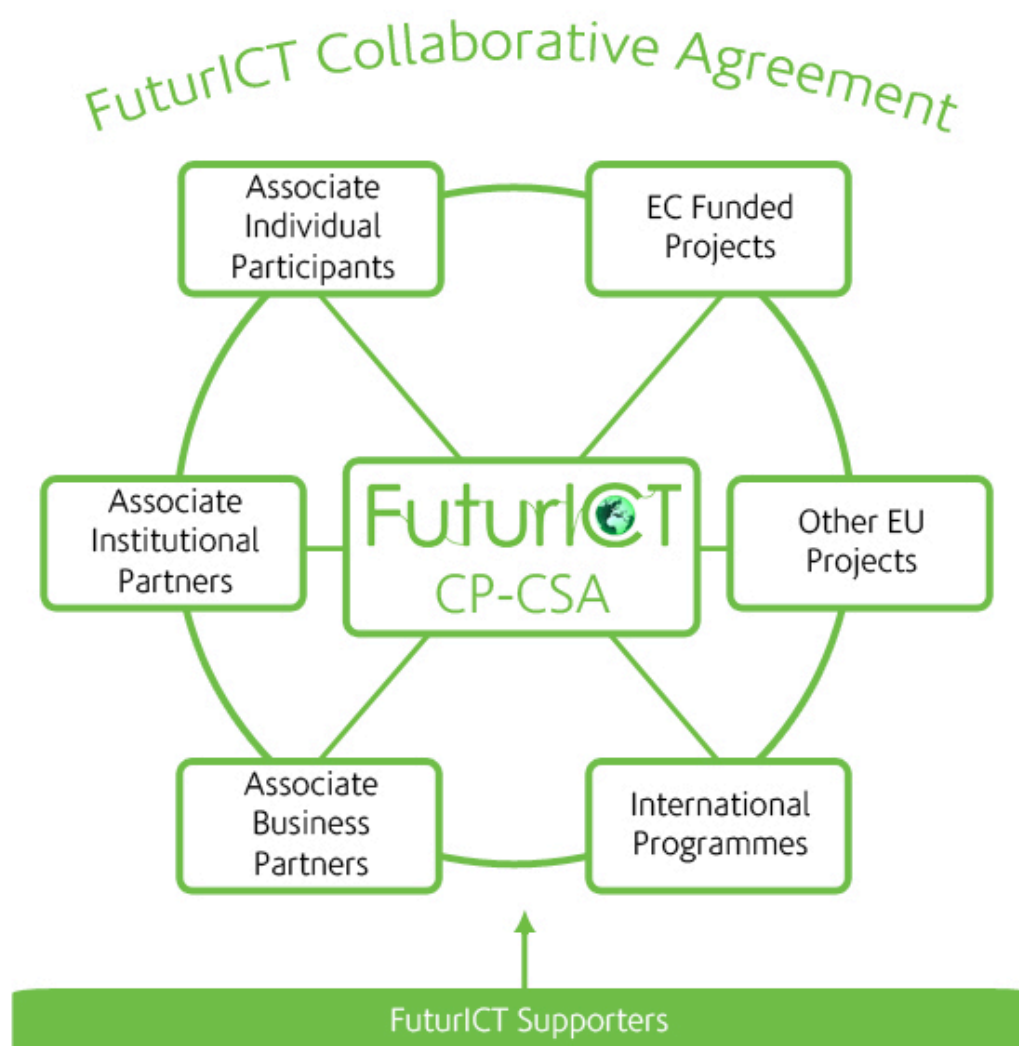 FuturICT Collaborative Agreement
Associate
Individual
Participants
EC Funded
Projects
Associate
Institutional
Partners
FuturICT
CP-CSA
Other EU
Projects
Associate
Business
Partners
International
Programmes
FuturICT Supporters